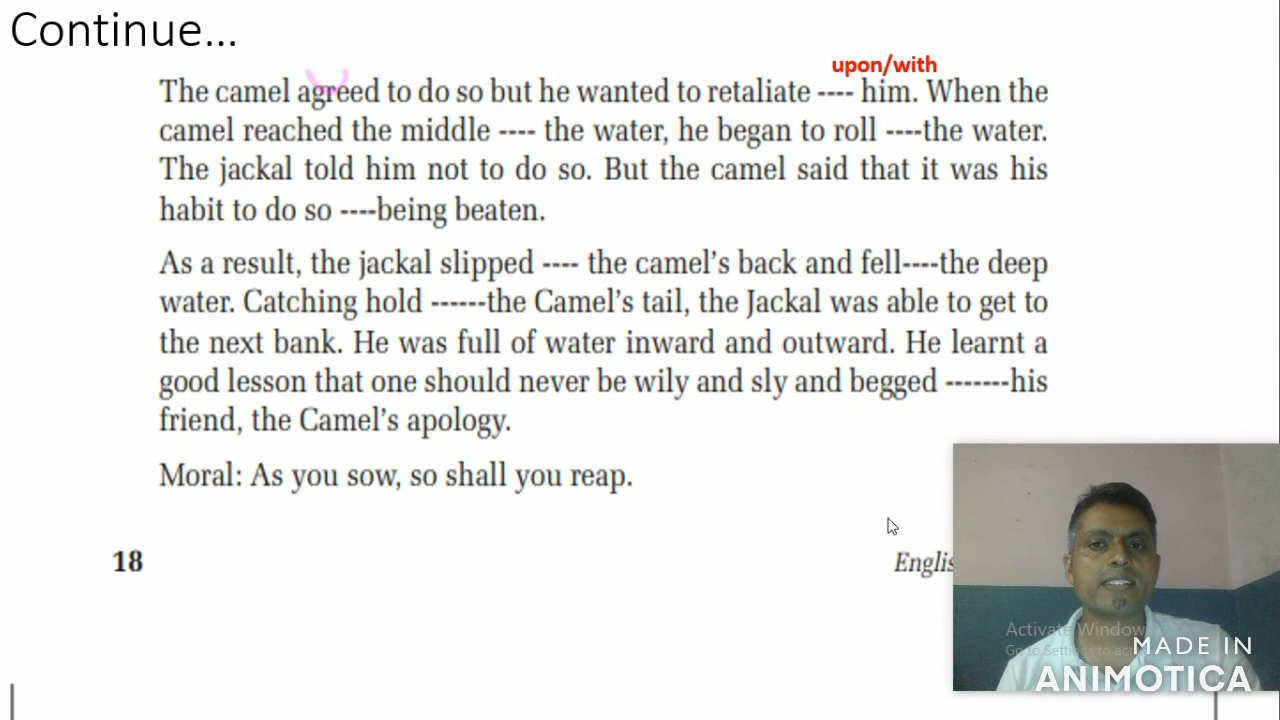 Continue...
upon/with
The camel agreed to do so but he wanted to retaliate ---- him. When the
camel reached the middle ---- the water, he began to roll ----the water.
The jackal told him not to do so. But the camel said that it was his
habit to do so ----being beaten.
As a result, the jackal slipped ---- the camel's back and fell----the deep
water. Catching hold ------the Camel's tail, the Jackal was able to get to
the next bank. He was full of water inward and outward. He learnt a
good lesson that one should never be wily and sly and begged -------his
friend, the Camel's apology.
Moral: As you sow, so shall you reap.
18
Activate Window
Go to Settings to
MADE IN
ANIMOTICA